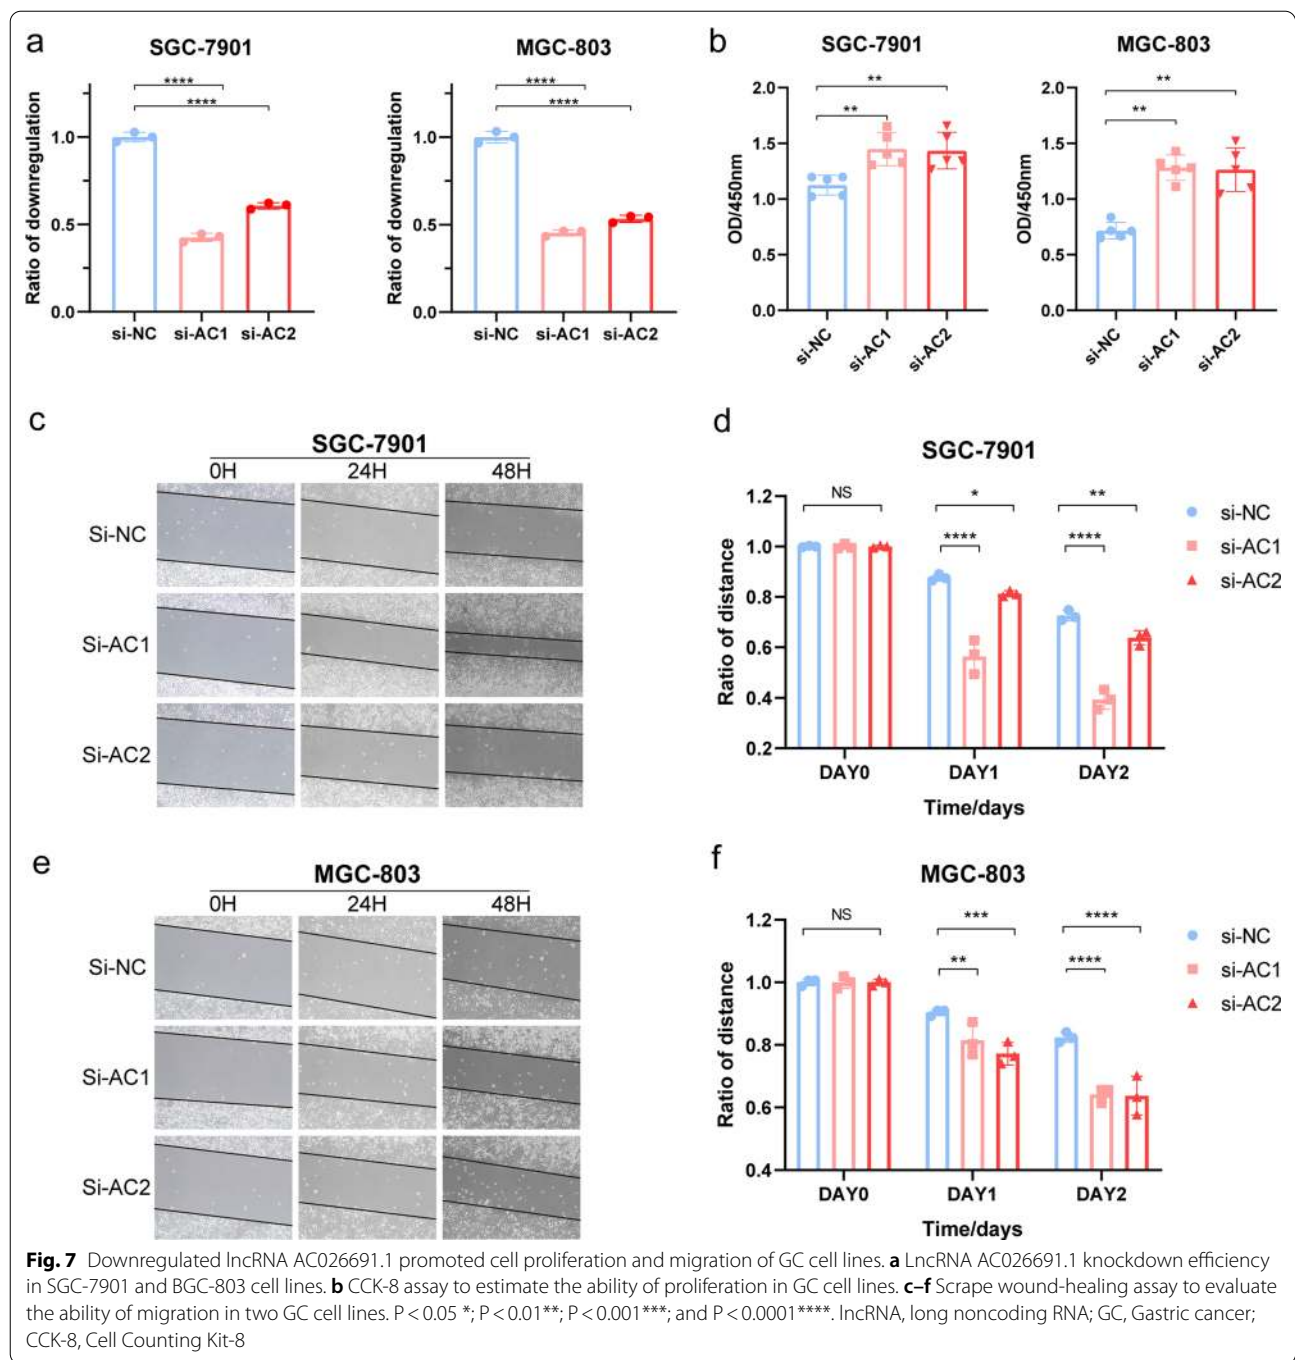 a
SGC-7901
MGC-803
Ratio of downregulation
1.0
0.5
0.0
****
****
si-NC si-AC1 si-AC2
Ratio of downregulation
1.0
0.5
0.0
****
****
si-NC si-AC1 si-AC2
b
SGC-7901
MGC-803
OD/450nm
2.0
1.5
1.0
0.5
0.0
**
**
si-NC si-AC1 si-AC2
OD/450nm
2.0
1.5
1.0
0.5
0.0
**
**
si-NC si-AC1 si-AC2
c
SGC-7901
0H 24H 48H
Si-NC
Si-AC1
Si-AC2
d
SGC-7901
Ratio of distance
1.2
1.0
0.8
0.6
0.4
0.2
NS
*
****
**
****
DAY0 DAY1 DAY2
Time/days
si-NC
si-AC1
si-AC2
e
MGC-803
0H 24H 48H
Si-NC
Si-AC1
Si-AC2
f
MGC-803
Ratio of distance
1.2
1.0
0.8
0.6
0.4
NS
***
**
****
****
DAY0 DAY1 DAY2
Time/days
si-NC
si-AC1
si-AC2
Fig. 7 Downregulated lncRNA AC026691.1 promoted cell proliferation and migration of GC cell lines. a LncRNA AC026691.1 knockdown efficiency
in SGC-7901 and BGC-803 cell lines. b CCK-8 assay to estimate the ability of proliferation in GC cell lines. c–f Scrape wound-healing assay to evaluate
the ability of migration in two GC cell lines. P < 0.05 *; P < 0.01**; P < 0.001***; and P < 0.0001****. lncRNA, long noncoding RNA; GC, Gastric cancer;
CCK-8, Cell Counting Kit-8